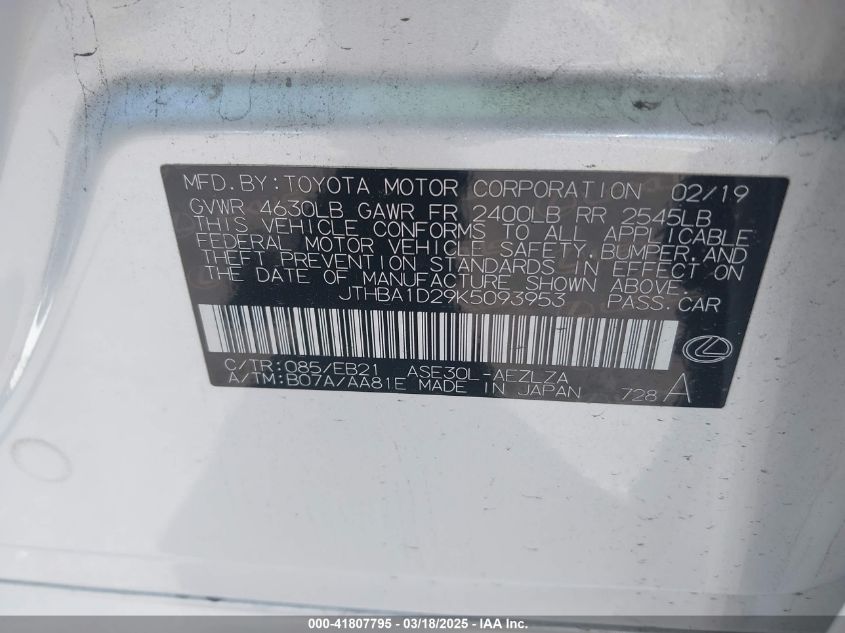 MFD.BY:TOYOTA MOTOR CORPORATION 02/19
GVWR 4630LB GAWR FR 2400LB RR 2545LB
THIS VEHICLE CONFORMS TO ALL APPLICABLE
FEDERAL MOTOR VEHICLE SAFETY,BUMPER,AND
THEFT PREVENTION STANDARDS IN EFFECT ON
THE DATE OF MANUFACTURE SHOWN ABOVE.
JTHBA1D29K5093953 PASS.CAR
C/TR:085/EB21 ASE30L-AEZLZA
A/TM:B07A/AA81E MADE IN JAPAN 728 A
000-41807795 — 03/18/2025 — IAA Inc.